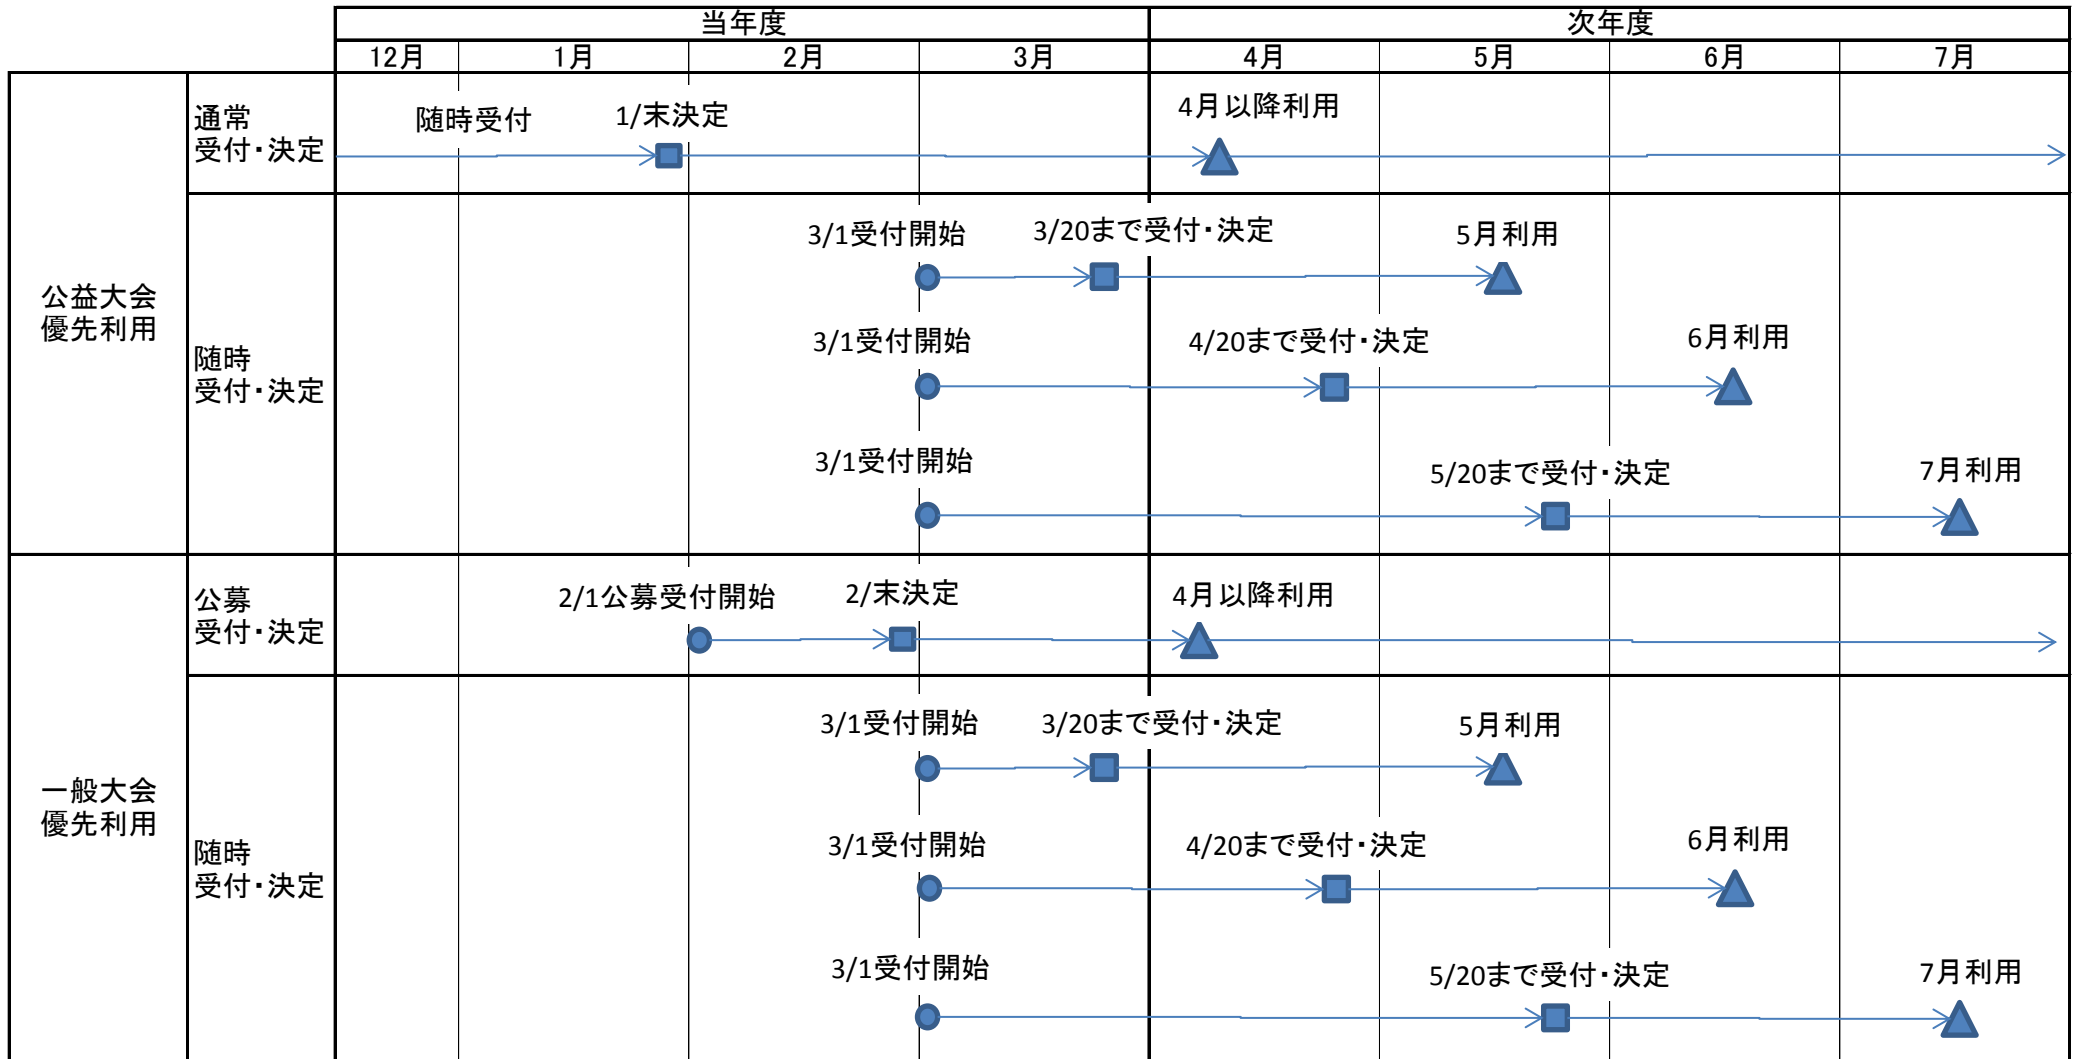 当年度
次年度
12月
1月
2月
3月
4月
5月
6月
7月
公益大会
優先利用
通常
受付・決定
随時受付
1/末決定
4月以降利用
随時
受付・決定
3/1受付開始
3/20まで受付・決定
5月利用
3/1受付開始
4/20まで受付・決定
6月利用
3/1受付開始
5/20まで受付・決定
7月利用
一般大会
優先利用
公募
受付・決定
2/1公募受付開始
2/末決定
4月以降利用
随時
受付・決定
3/1受付開始
3/20まで受付・決定
5月利用
3/1受付開始
4/20まで受付・決定
6月利用
3/1受付開始
5/20まで受付・決定
7月利用